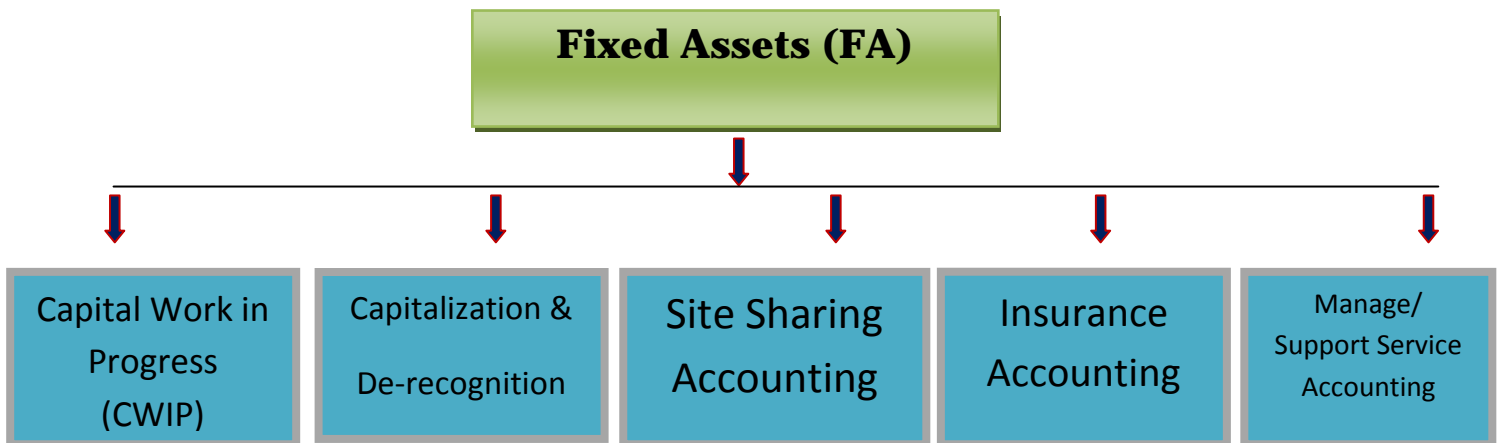 Fixed Assets (FA)
Capital Work in
Progress
(CWIP)
Capitalization &
De-recognition
Site Sharing
Accounting
Insurance
Accounting
Manage/
Support Service
Accounting